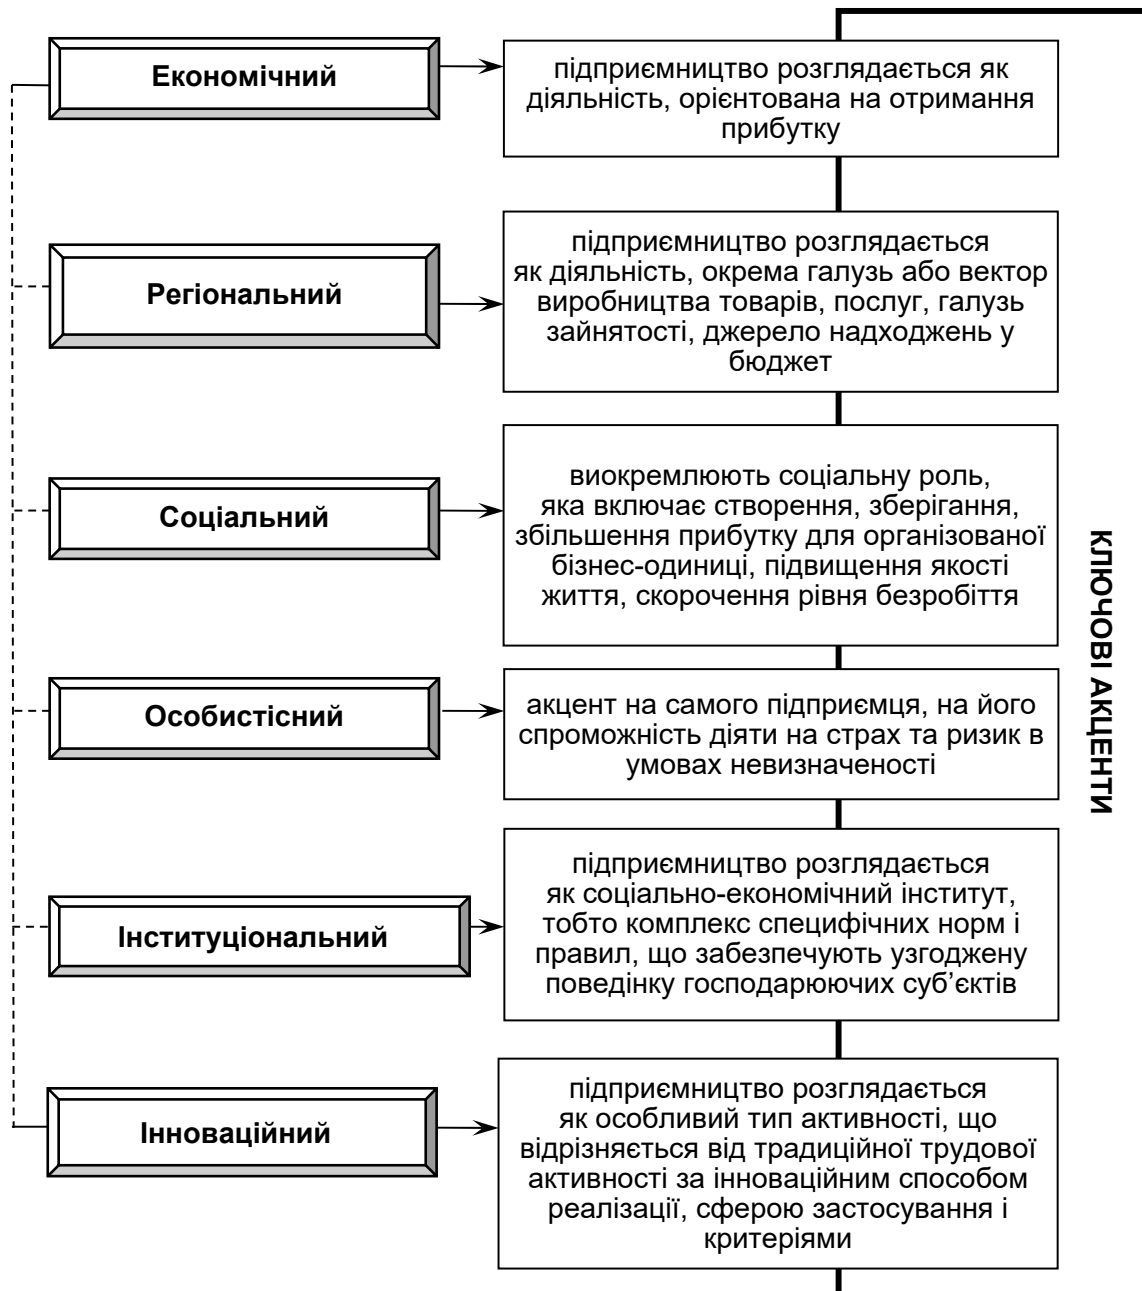 Економічний
підприємництво розглядається як
діяльність, орієнтована на отримання
прибутку
Регіональний
підприємництво розглядається
як діяльність, окрема галузь або вектор
виробництва товарів, послуг, галузь
зайнятості, джерело надходжень у
бюджет
Соціальний
виокремлюють соціальну роль,
яка включає створення, зберігання,
збільшення прибутку для організованої
бізнес-одиниці, підвищення якості
життя, скорочення рівня безробіття
Особистісний
акцент на самого підприємця, на його
спроможність діяти на страх та ризик в
умовах невизначеності
Інституціональний
підприємництво розглядається
як соціально-економічний інститут,
тобто комплекс специфічних норм і
правил, що забезпечують узгоджену
поведінку господарюючих суб’єктів
Інноваційний
підприємництво розглядається
як особливий тип активності, що
відрізняється від традиційної трудової
активності за інноваційним способом
реалізації, сферою застосування і
критеріями
КЛЮЧОВІ АКЦЕНТИ